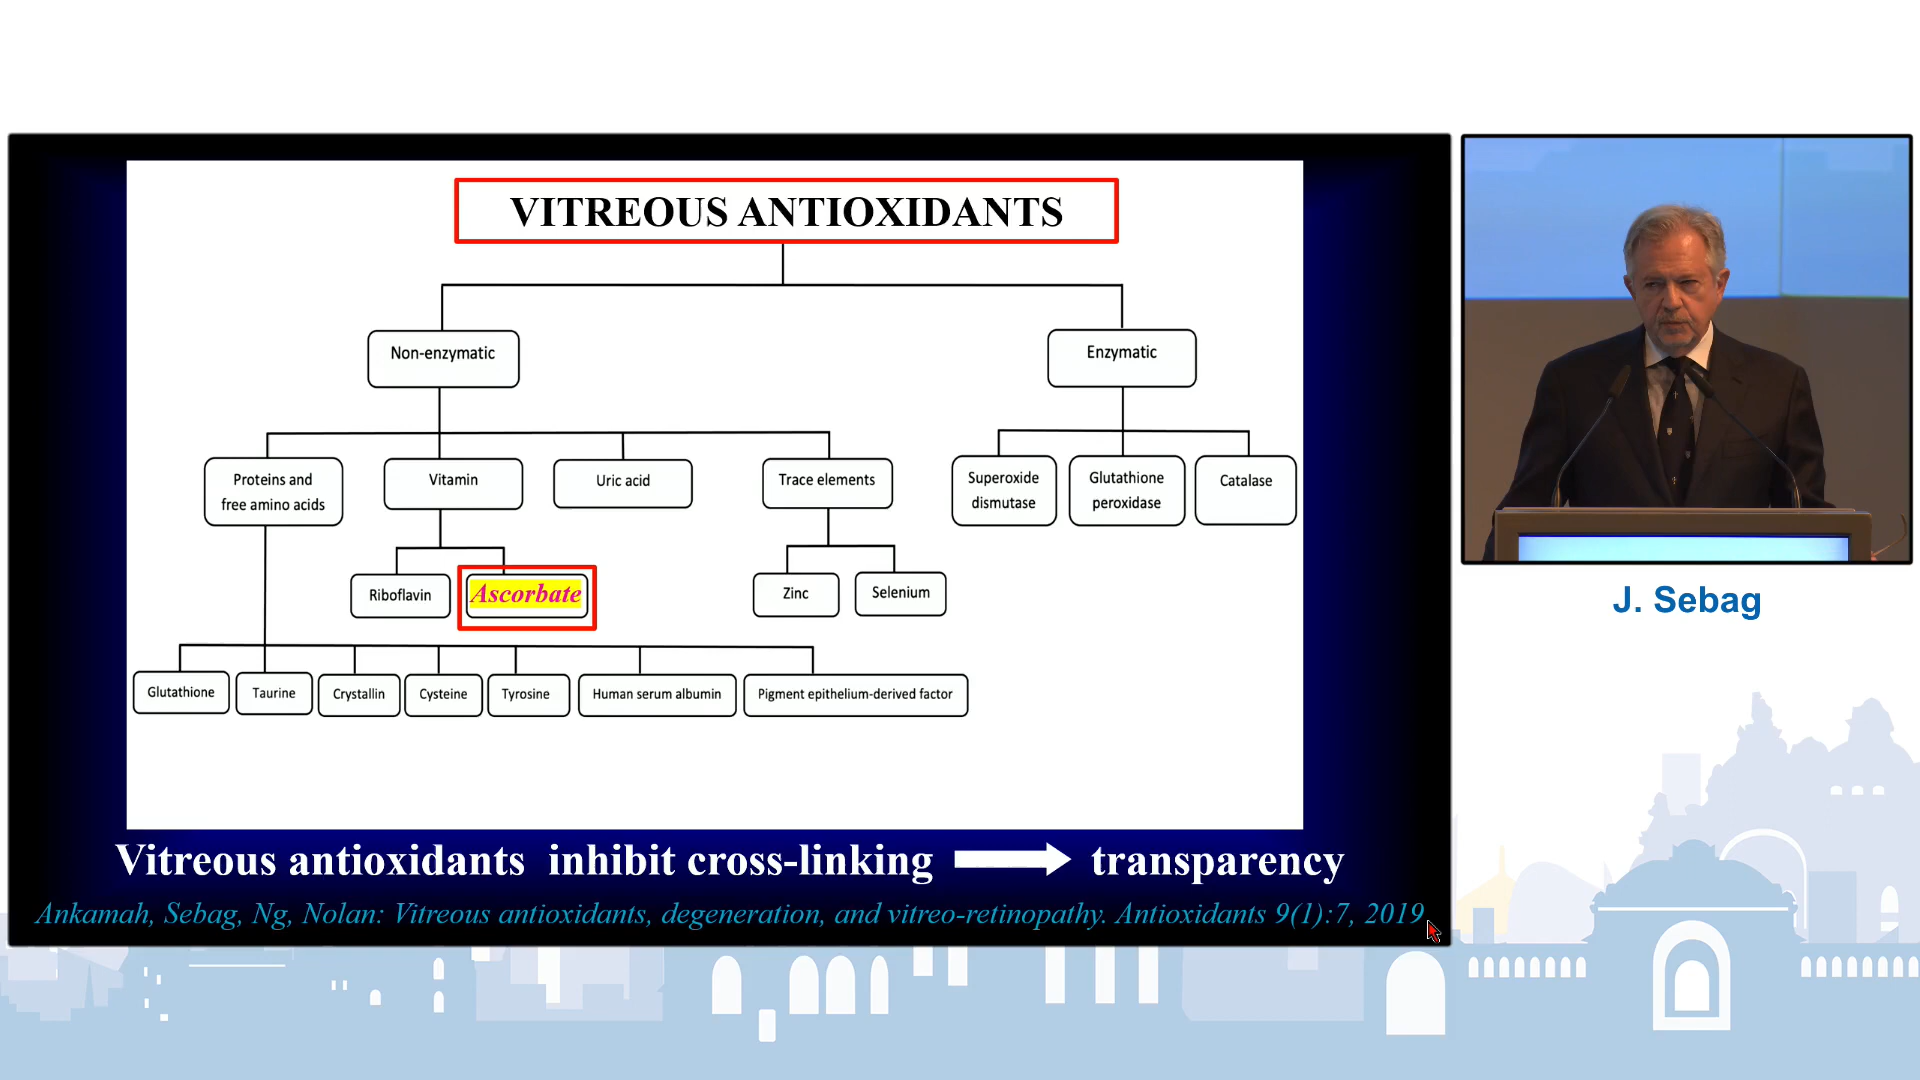 VITREOUS ANTIOXIDANTS
Non-enzymatic
Enzymatic
Proteins and
free amino acids
Vitamin
Uric acid
Trace elements
Superoxide
dismutase
Glutathione
peroxidase
Catalase
Riboflavin
Ascorbate
Zinc
Selenium
Glutathione
Taurine
Crystallin
Cysteine
Tyrosine
Human serum albumin
Pigment epithelium-derived factor
Vitreous antioxidants inhibit cross-linking
transparency
Ankamah, Sebag, Ng, Nolan: Vitreous antioxidants, degeneration, and vitreo-retinopathy. Antioxidants 9(1):7, 2019
J. Sebag